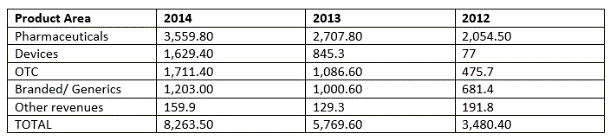 Product Area 2014 2013 2012
Pharmaceuticals 3,559.80 2,707.80 2,054.50
Devices 1,629.40 845.3 77
OTC 1,711.40 1,086.60 475.7
Branded/ Generics 1,203.00 1,000.60 681.4
Other revenues 159.9 129.3 191.8
TOTAL 8,263.50 5,769.60 3,480.40